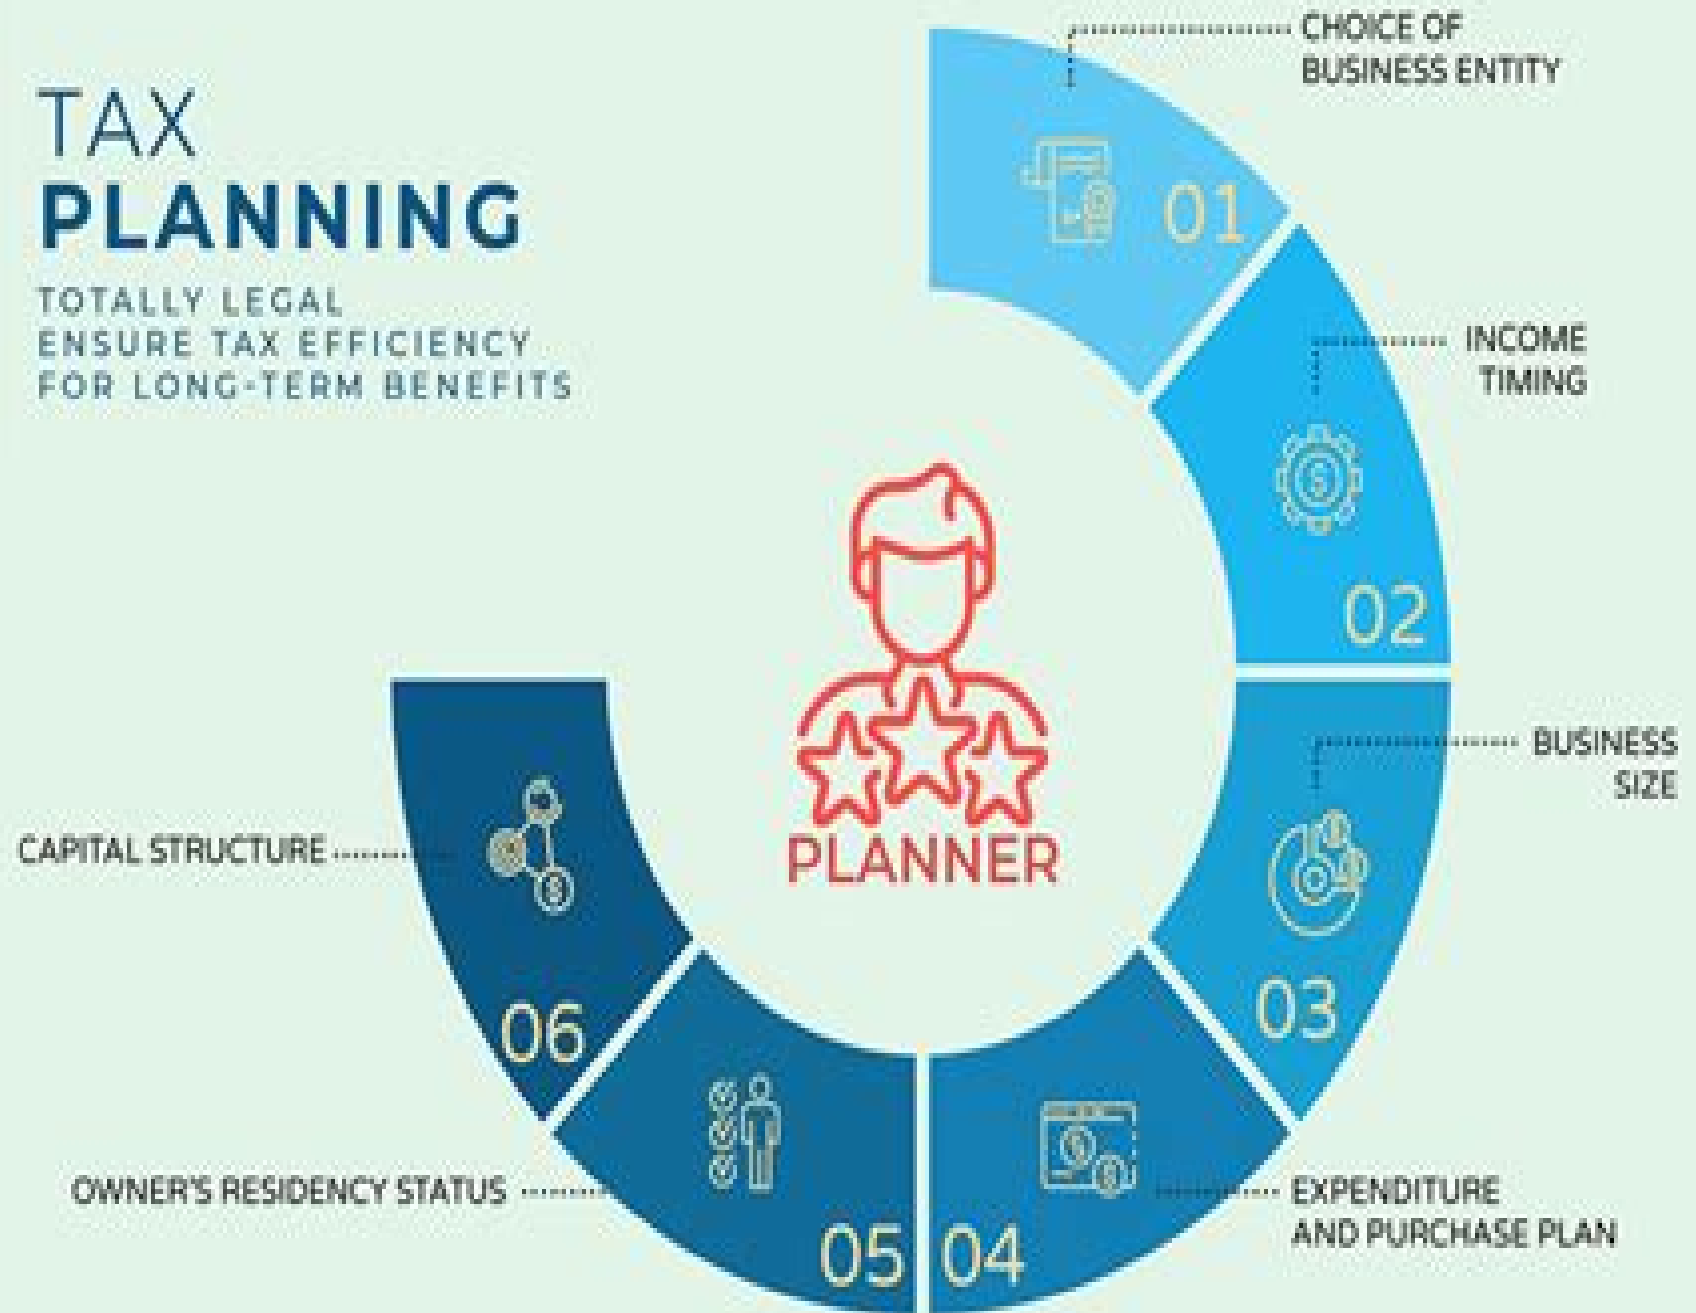 TAX
PLANNING
TOTALLY LEGAL
ENSURE TAX EFFICIENCY
FOR LONG-TERM BENEFITS
CHOICE OF
BUSINESS ENTITY
01
INCOME
TIMING
02
BUSINESS
SIZE
03
EXPENDITURE
AND PURCHASE PLAN
04
OWNER'S RESIDENCY STATUS
05
CAPITAL STRUCTURE
06
PLANNER